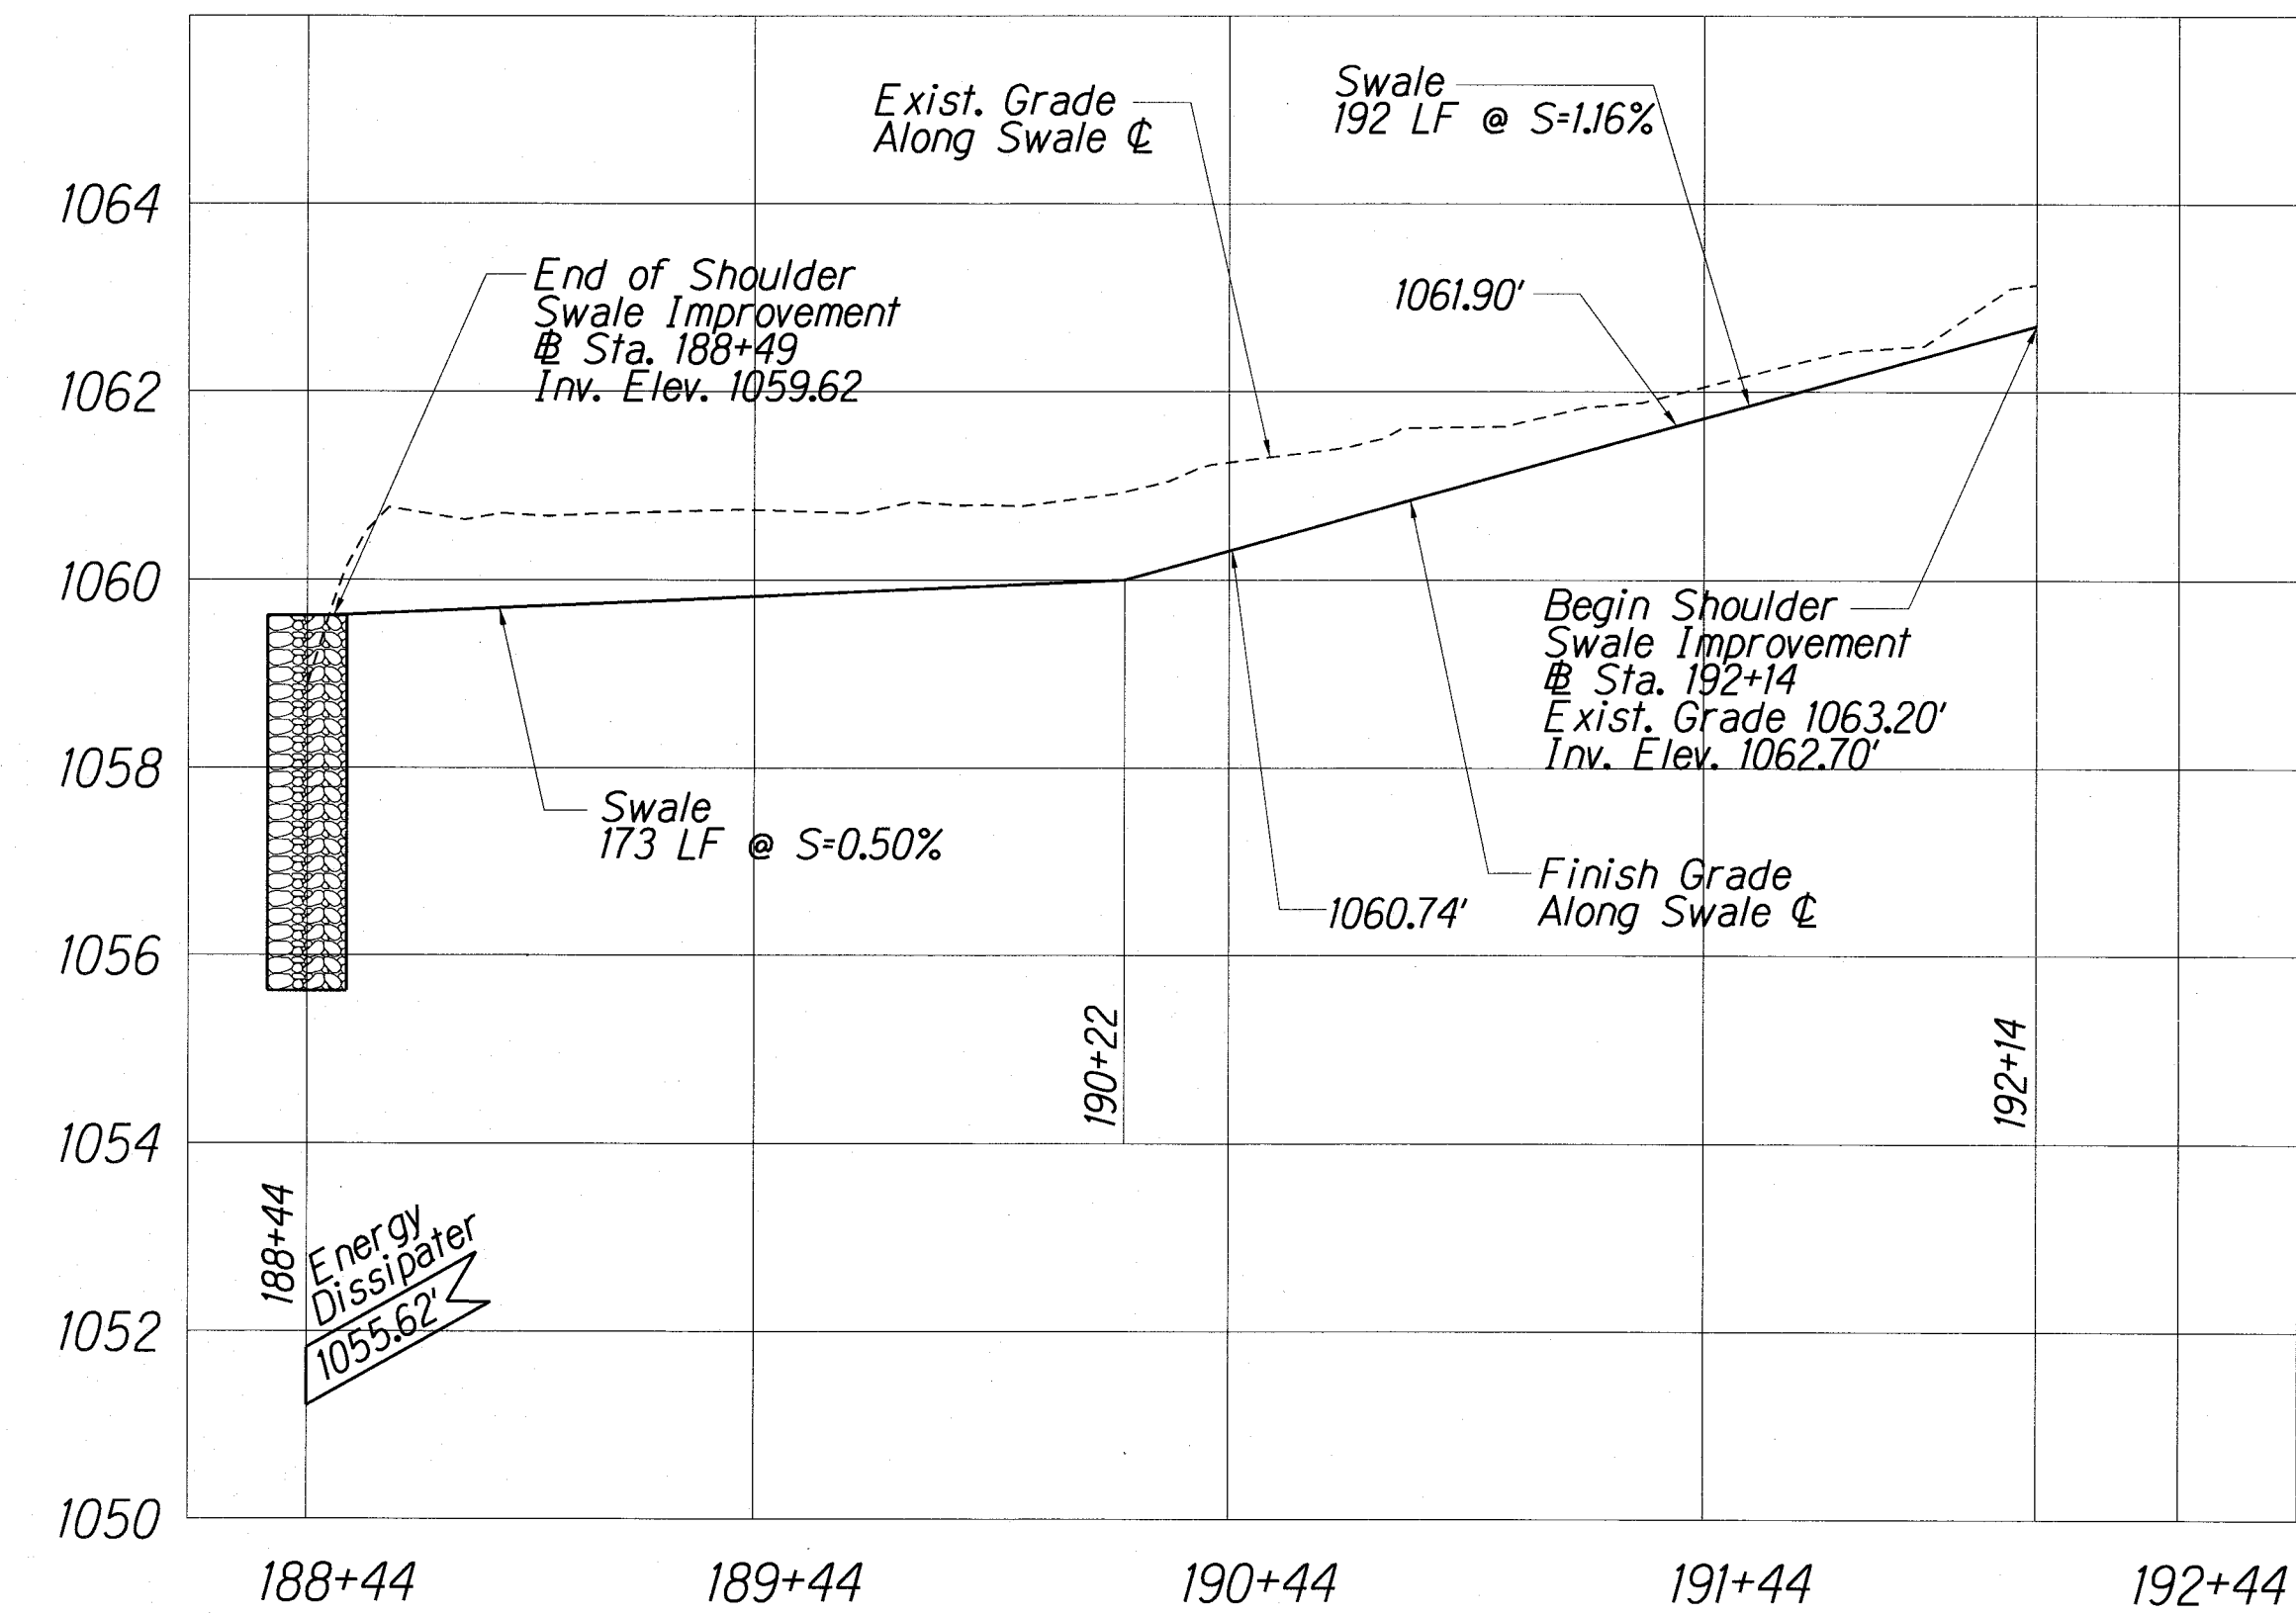 Exist. Grade
Along Swale ℄
Swale
192 LF @ S=1.16%
1064
End of Shoulder
Swale Improvement
BL Sta. 188+49
Inv. Elev. 1059.62
1061.90'
1062
1060
Begin Shoulder
Swale Improvement
BL Sta. 192+14
Exist. Grade 1063.20'
Inv. Elev. 1062.70'
1058
Swale
173 LF @ S=0.50%
Finish Grade
Along Swale ℄
1060.74'
1056
190+22
192+14
1054
188+44
Energy
Dissipater
1055.62'
1052
1050
188+44
189+44
190+44
191+44
192+44